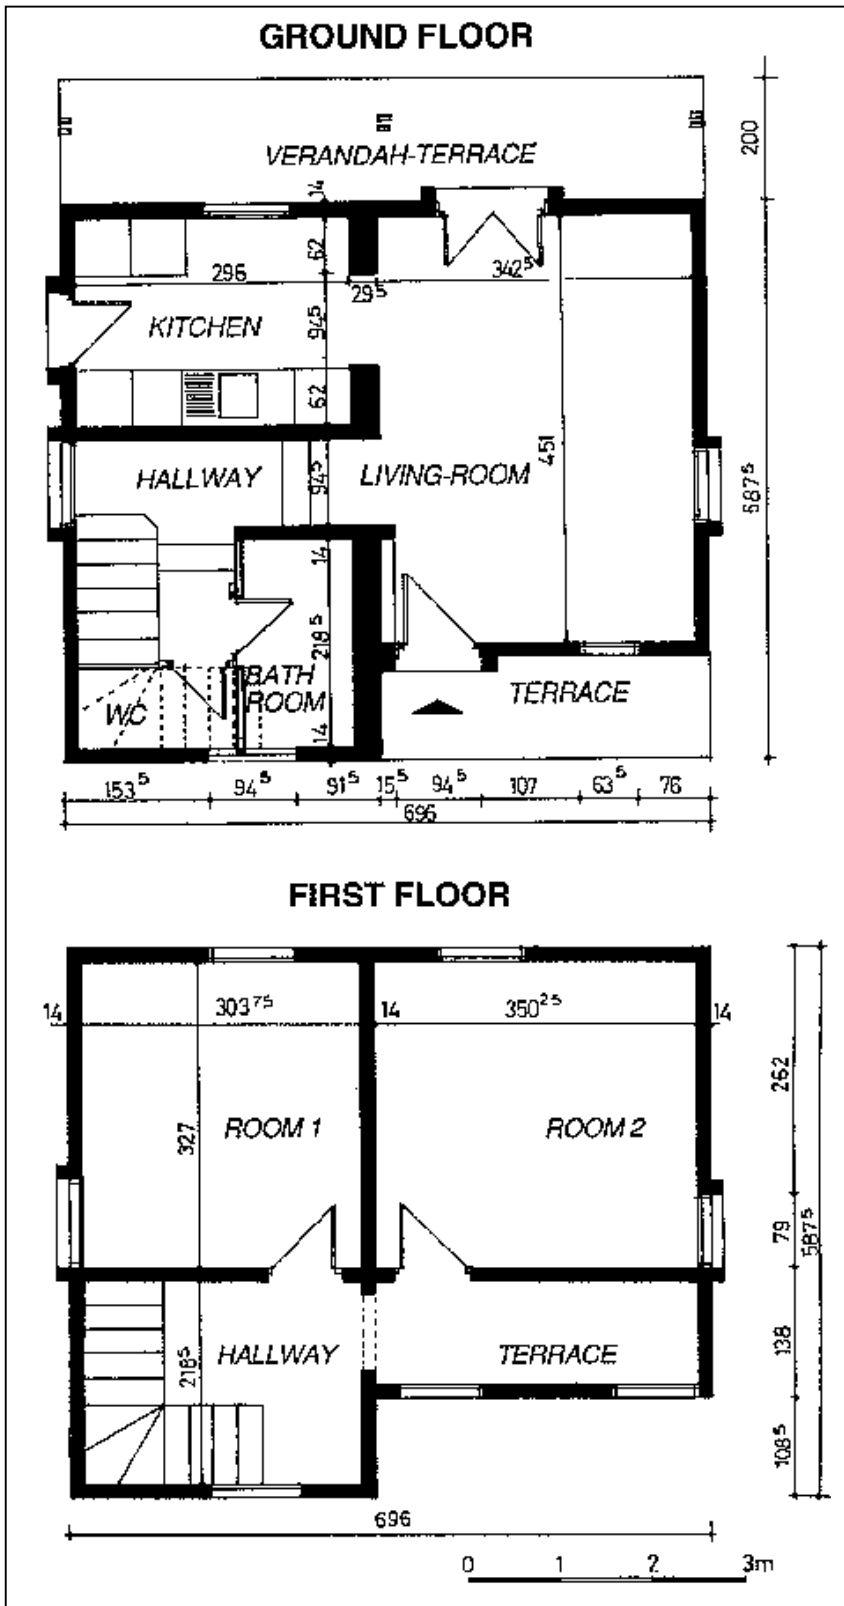 GROUND FLOOR
VERANDAH-TERRACE
200
14
62
296
29⁵
342⁵
KITCHEN
94⁵
62
HALLWAY
94⁵
LIVING-ROOM
451
587⁵
14
218⁵
BATH
ROOM
WC
14
TERRACE
153⁵ 94⁵ 91⁵ 15⁵ 94⁵ 107 63⁵ 76
696
FIRST FLOOR
14 303⁷⁵ 14 350²⁵ 14
262
327
ROOM 1
ROOM 2
79
587⁵
HALLWAY
218⁵
TERRACE
138
108⁵
696
0 1 2 3m